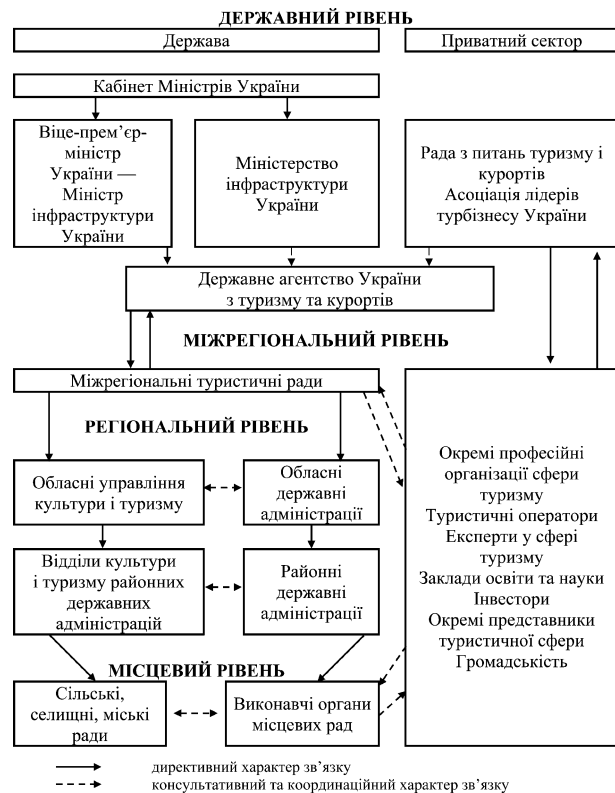 ДЕРЖАВНИЙ РІВЕНЬ
Держава
Приватний сектор
Кабінет Міністрів України
Віце-прем’єр-
міністр
України —
Міністр
інфраструктури
України
Міністерство
інфраструктури
України
Рада з питань туризму і
курортів
Асоціація лідерів
турбізнесу України
Державне агентство України
з туризму та курортів
МІЖРЕГІОНАЛЬНИЙ РІВЕНЬ
Міжрегіональні туристичні ради
РЕГІОНАЛЬНИЙ РІВЕНЬ
Обласні управління
культури і туризму
Обласні
державні
адміністрації
Відділи культури
і туризму районних
державних
адміністрацій
Районні
державні
адміністрації
Окремі професійні
організації сфери
туризму
Туристичні оператори
Експерти у сфері
туризму
Заклади освіти та науки
Інвестори
Окремі представники
туристичної сфери
Громадськість
МІСЦЕВИЙ РІВЕНЬ
Сільські,
селищні, міські
ради
Виконавчі органи
місцевих рад
директивний характер зв’язку
консультативний та координаційний характер зв’язку